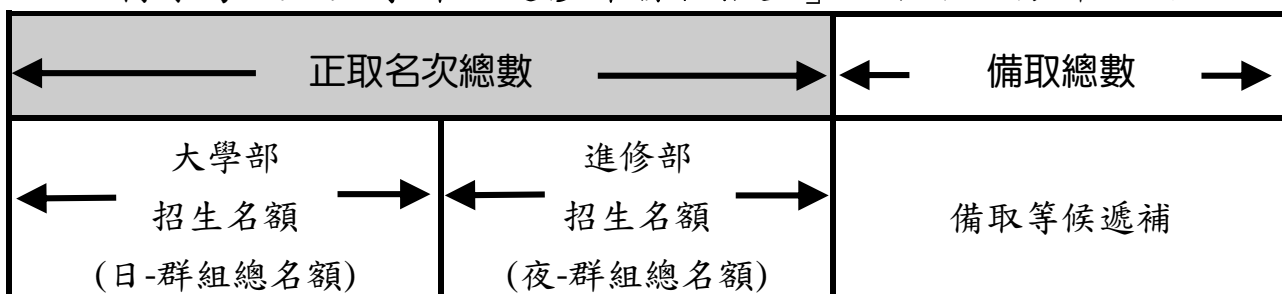 正取名次總數
備取總數
大學部
招生名額
(日-群組總名額)
進修部
招生名額
(夜-群組總名額)
備取等候遞補